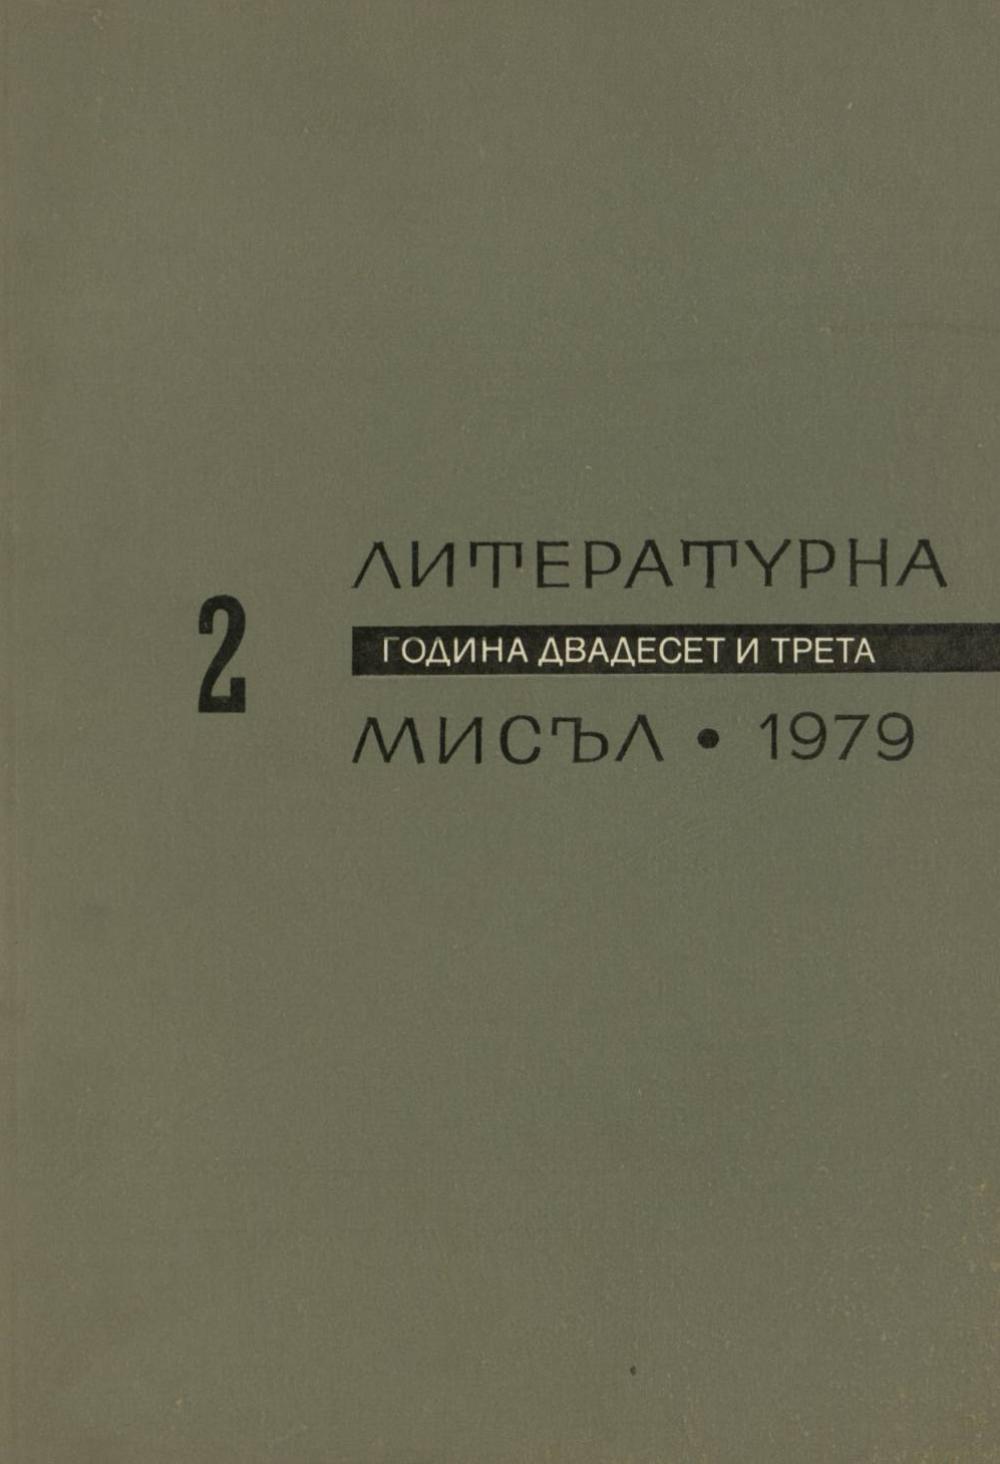 2
ЛИТЕРАТУРНА
ГОДИНА ДВАДЕСЕТ И ТРЕТА
МИСЪЛ • 1979